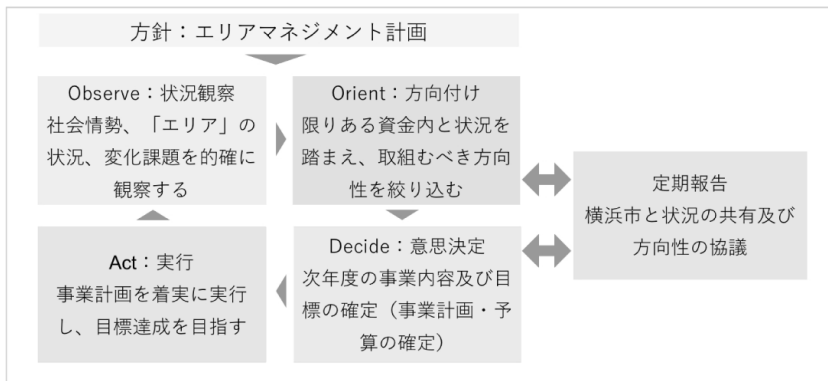 方針：エリアマネジメント計画
Observe：状況観察
社会情勢、「エリア」の
状況、変化課題を的確に
観察する
Orient：方向付け
限りある資金内と状況を
踏まえ、取組むべき方向
性を絞り込む
定期報告
横浜市と状況の共有及び
方向性の協議
Act：実行
事業計画を着実に実行
し、目標達成を目指す
Decide：意思決定
次年度の事業内容及び目
標の確定（事業計画・予
算の確定）